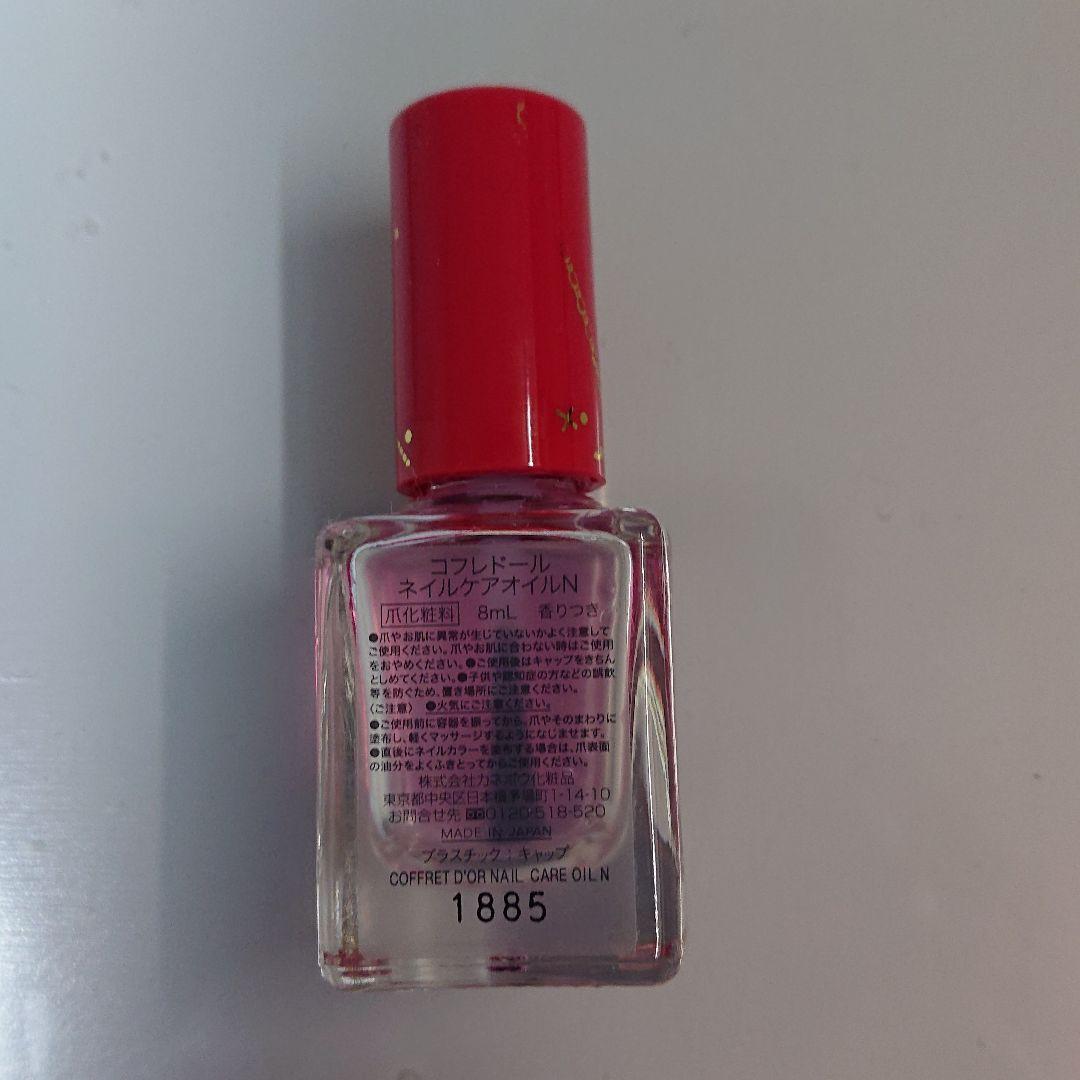 コフレドール
ネイルケアオイルN
爪化粧料 8mL 香りつき
●爪やお肌に異常が生じていないかよく注意して
ご使用ください。爪やお肌に合わない時はご使用
をおやめください。●ご使用後はキャップをきちん
としめてください。●子供や認知症の方などの誤飲
等を防ぐため、置き場所にご注意ください。
〈ご注意〉 ●火気にご注意ください。
●ご使用前に容器を振ってから、爪やそのまわりに
塗布し、軽くマッサージするようになじませます。
●直後にネイルカラーを塗布する場合は、爪表面
の油分をよくふきとってからご使用ください。
株式会社カネボウ化粧品
東京都中央区日本橋茅場町1-14-10
お問合せ先 0120-518-520
MADE IN JAPAN
プラスチック：キャップ
COFFRET D'OR NAIL CARE OIL N
1885